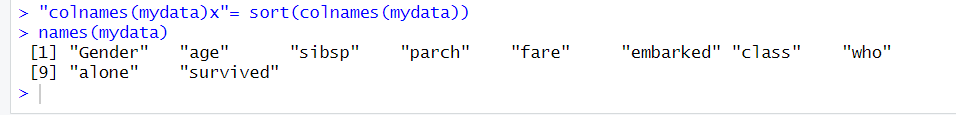 > "colnames(mydata)x"= sort(colnames(mydata))
> names(mydata)
[1] "Gender" "age" "sibsp" "parch" "fare" "embarked" "class" "who"
[9] "alone" "survived"
>